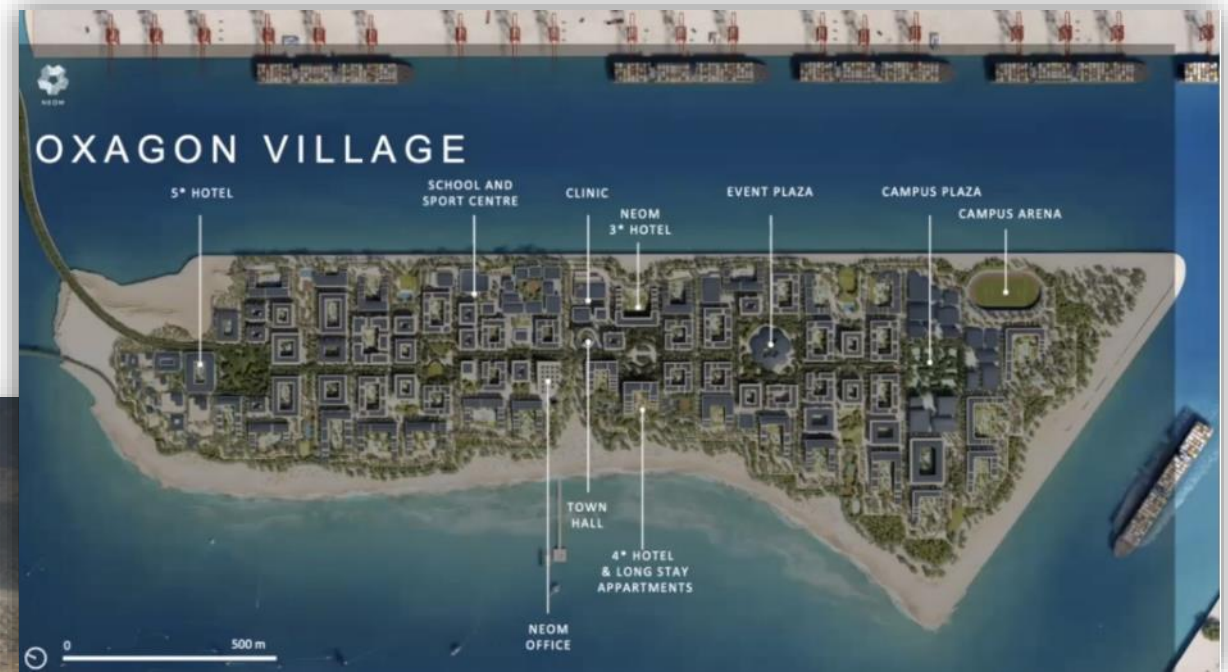 NEOM
OXAGON VILLAGE
5* HOTEL
SCHOOL AND
SPORT CENTRE
CLINIC
NEOM
3* HOTEL
EVENT PLAZA
CAMPUS PLAZA
CAMPUS ARENA
TOWN
HALL
4* HOTEL
& LONG STAY
APPARTMENTS
NEOM
OFFICE
0
500 m